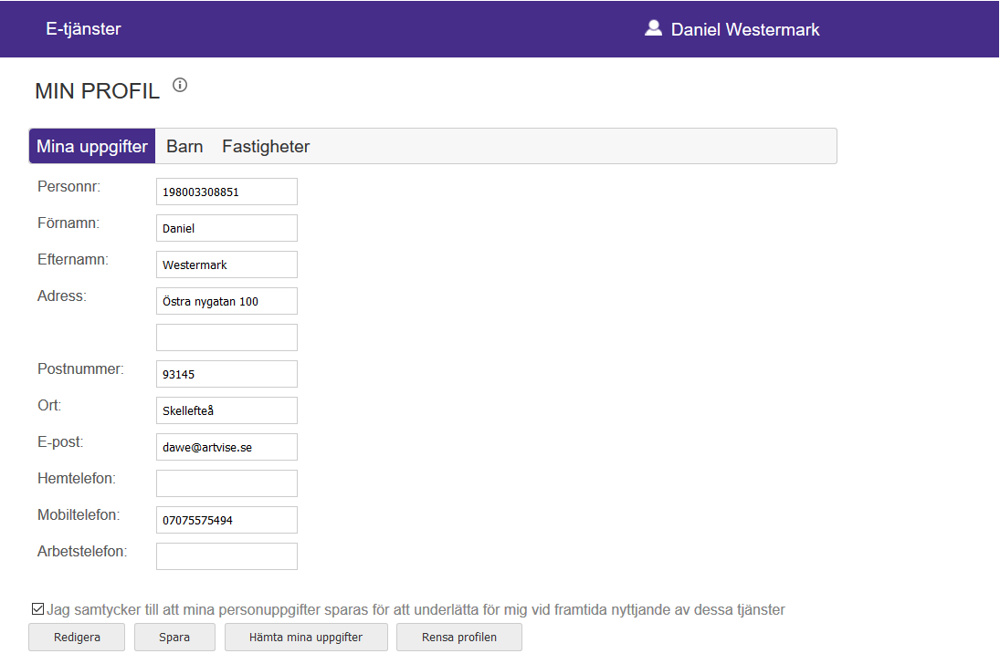 E-tjänster Daniel Westermark
MIN PROFIL
Mina uppgifter Barn Fastigheter
Personnr: 198003308851
Förnamn: Daniel
Efternamn: Westermark
Adress: Östra nygatan 100
Postnummer: 93145
Ort: Skellefteå
E-post: dawe@artvise.se
Hemtelefon:
Mobiltelefon: 07075575494
Arbetstelefon:
Jag samtycker till att mina personuppgifter sparas för att underlätta för mig vid framtida nyttjande av dessa tjänster
Redigera Spara Hämta mina uppgifter Rensa profilen